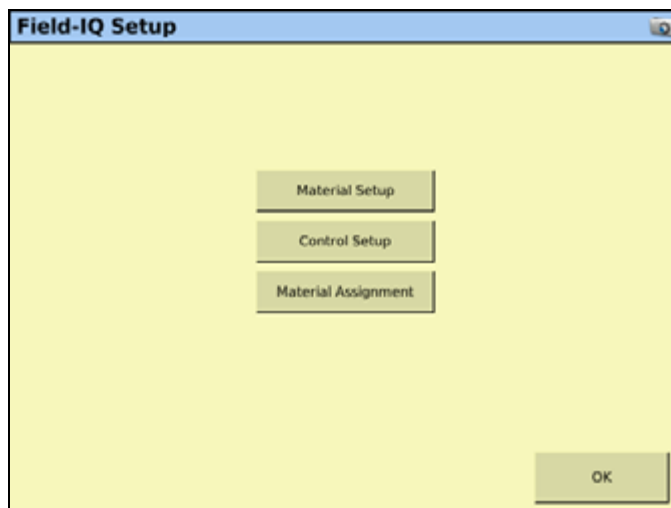 Field-IQ Setup
Material Setup
Control Setup
Material Assignment
OK